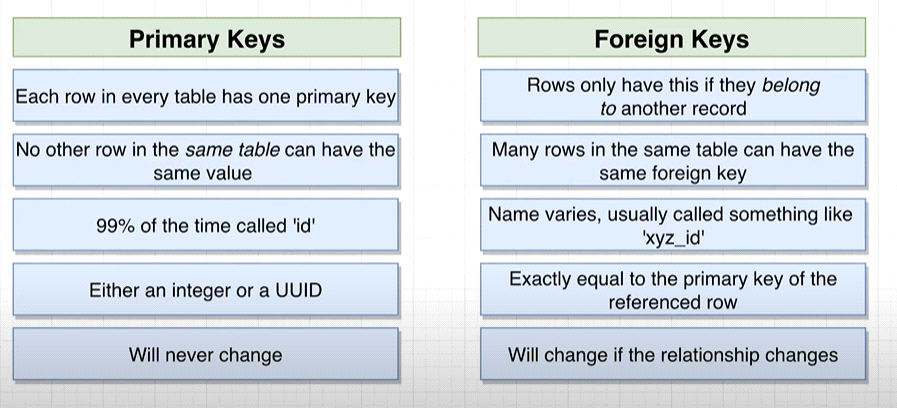 Primary Keys
Each row in every table has one primary key
No other row in the same table can have the
same value
99% of the time called 'id'
Either an integer or a UUID
Will never change
Foreign Keys
Rows only have this if they belong
to another record
Many rows in the same table can have the
same foreign key
Name varies, usually called something like
'xyz_id'
Exactly equal to the primary key of the
referenced row
Will change if the relationship changes